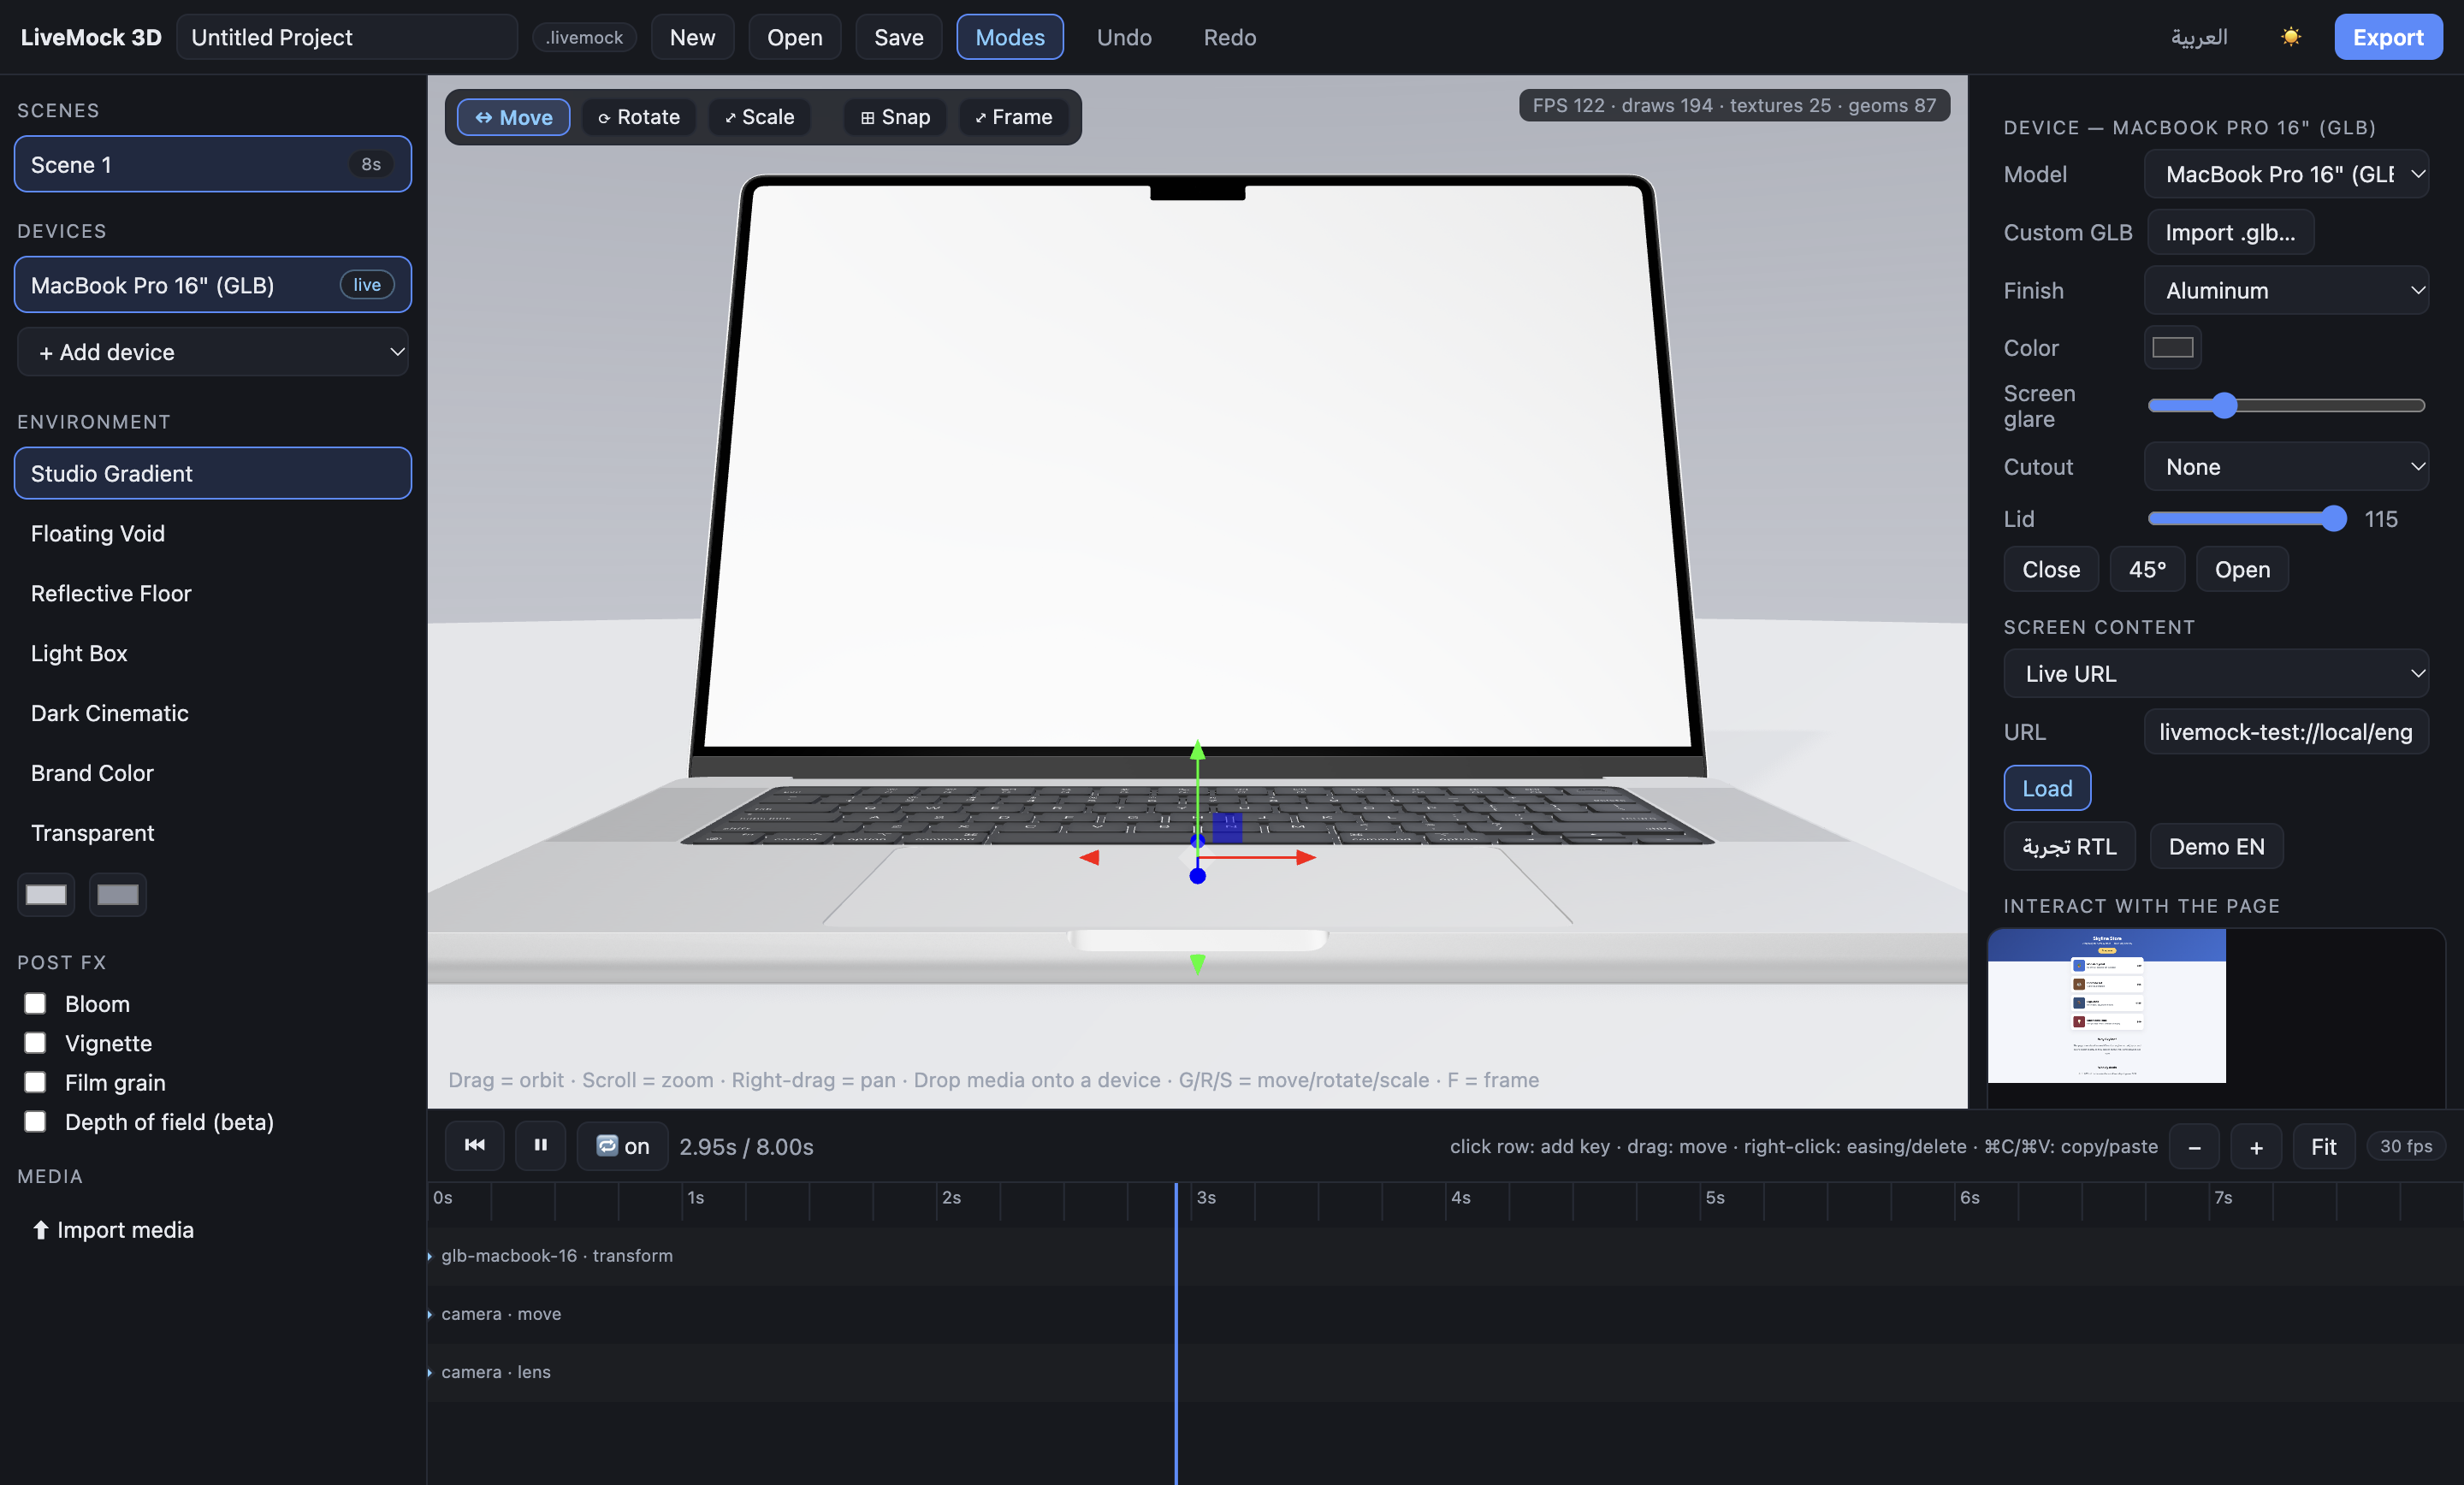 LiveMock 3D
Untitled Project
.livemock
New
Open
Save
Modes
Undo
Redo
العربية
Export
SCENES
Scene 1
8s
DEVICES
MacBook Pro 16" (GLB)
live
+ Add device
ENVIRONMENT
Studio Gradient
Floating Void
Reflective Floor
Light Box
Dark Cinematic
Brand Color
Transparent
POST FX
Bloom
Vignette
Film grain
Depth of field (beta)
MEDIA
Import media
Move
Rotate
Scale
Snap
Frame
FPS 122 · draws 194 · textures 25 · geoms 87
Drag = orbit · Scroll = zoom · Right-drag = pan · Drop media onto a device · G/R/S = move/rotate/scale · F = frame
DEVICE — MACBOOK PRO 16" (GLB)
Model
MacBook Pro 16" (GLB
Custom GLB
Import .glb...
Finish
Aluminum
Color
Screen
glare
Cutout
None
Lid
115
Close
45°
Open
SCREEN CONTENT
Live URL
URL
livemock-test://local/eng
Load
تجربة RTL
Demo EN
INTERACT WITH THE PAGE
Skyline Store
on
2.95s / 8.00s
click row: add key · drag: move · right-click: easing/delete · ⌘C/⌘V: copy/paste
–
+
Fit
30 fps
0s
1s
2s
3s
4s
5s
6s
7s
glb-macbook-16 · transform
camera · move
camera · lens